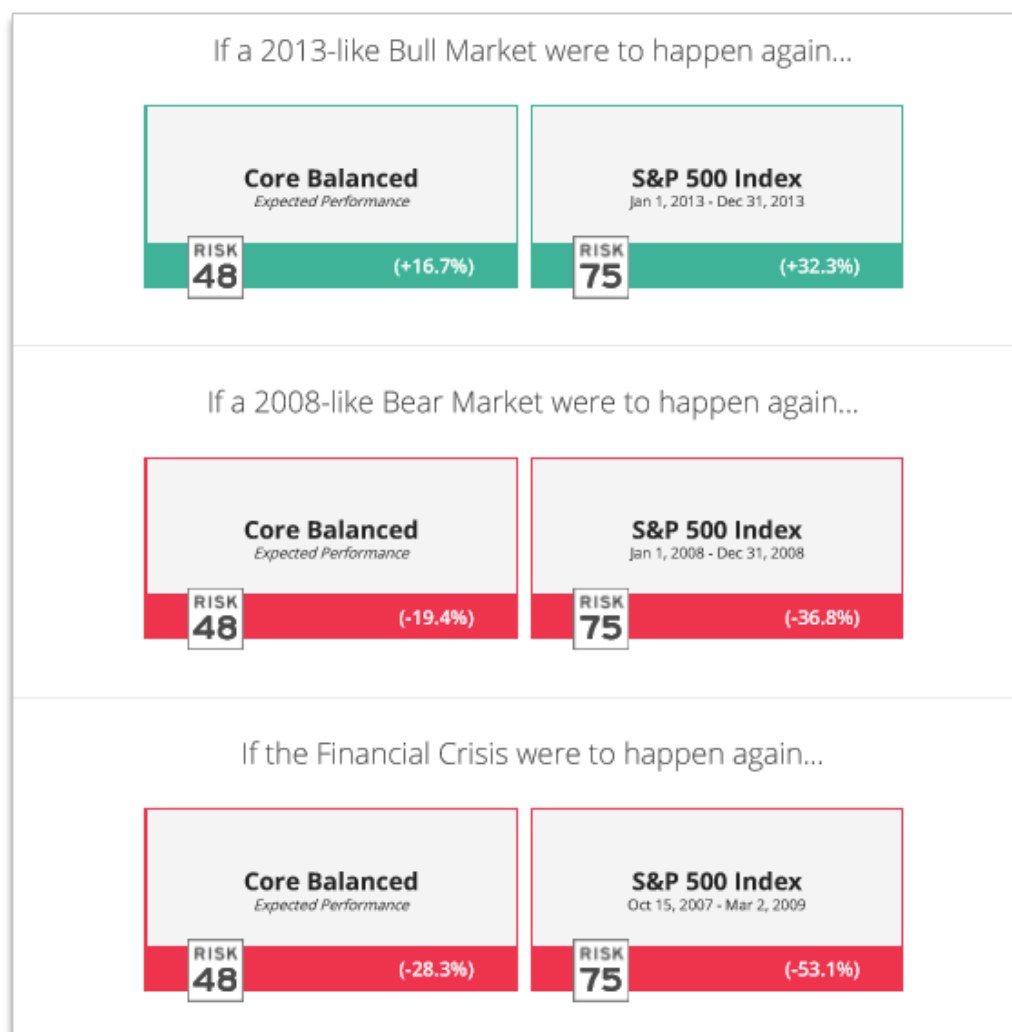 If a 2013-like Bull Market were to happen again...
Core Balanced
Expected Performance
RISK
48
(+16.7%)
S&P 500 Index
Jan 1, 2013 - Dec 31, 2013
RISK
75
(+32.3%)
If a 2008-like Bear Market were to happen again...
Core Balanced
Expected Performance
RISK
48
(-19.4%)
S&P 500 Index
Jan 1, 2008 - Dec 31, 2008
RISK
75
(-36.8%)
If the Financial Crisis were to happen again...
Core Balanced
Expected Performance
RISK
48
(-28.3%)
S&P 500 Index
Oct 15, 2007 - Mar 2, 2009
RISK
75
(-53.1%)